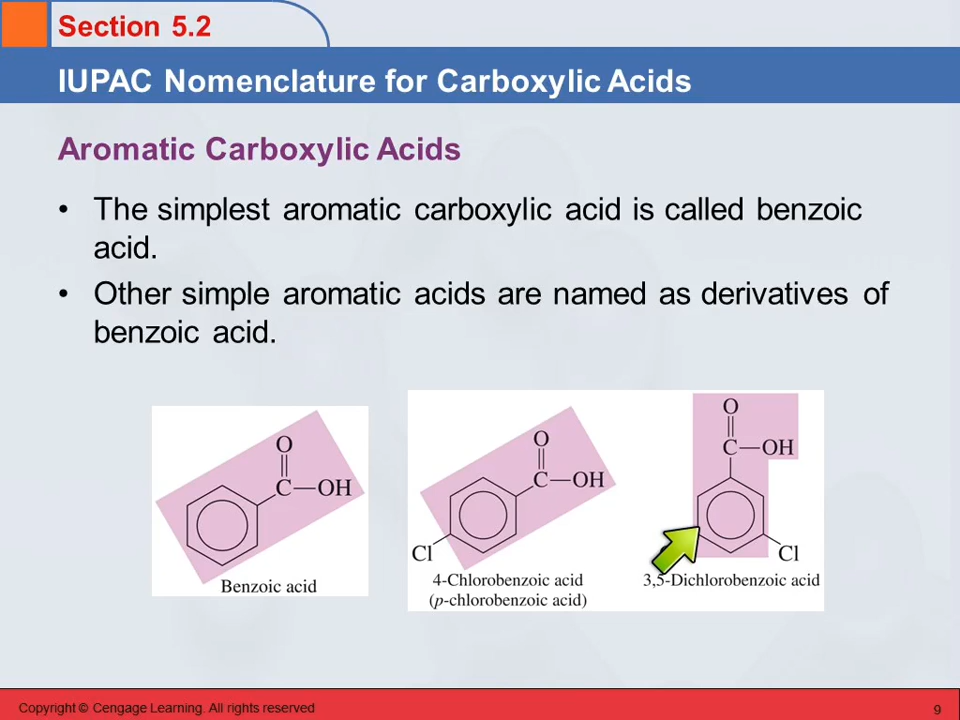 Section 5.2
IUPAC Nomenclature for Carboxylic Acids
Aromatic Carboxylic Acids
• The simplest aromatic carboxylic acid is called benzoic
acid.
• Other simple aromatic acids are named as derivatives of
benzoic acid.
O
C—OH
Benzoic acid
O
C—OH
Cl
4-Chlorobenzoic acid
(p-chlorobenzoic acid)
O
C—OH
Cl
3,5-Dichlorobenzoic acid
Copyright © Cengage Learning. All rights reserved
9